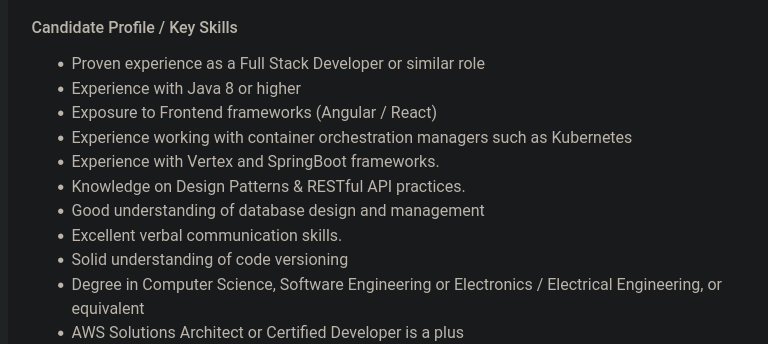 Candidate Profile / Key Skills
• Proven experience as a Full Stack Developer or similar role
• Experience with Java 8 or higher
• Exposure to Frontend frameworks (Angular / React)
• Experience working with container orchestration managers such as Kubernetes
• Experience with Vertex and SpringBoot frameworks.
• Knowledge on Design Patterns & RESTful API practices.
• Good understanding of database design and management
• Excellent verbal communication skills.
• Solid understanding of code versioning
• Degree in Computer Science, Software Engineering or Electronics / Electrical Engineering, or
equivalent
• AWS Solutions Architect or Certified Developer is a plus